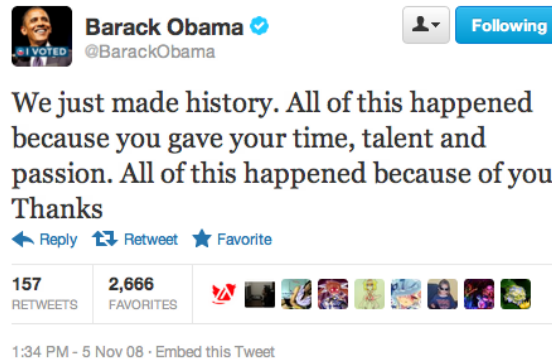 Barack Obama
Following
I VOTED
@BarackObama
We just made history. All of this happened
because you gave your time, talent and
passion. All of this happened because of you
Thanks
Reply Retweet Favorite
157 2,666
RETWEETS FAVORITES
1:34 PM - 5 Nov 08 · Embed this Tweet